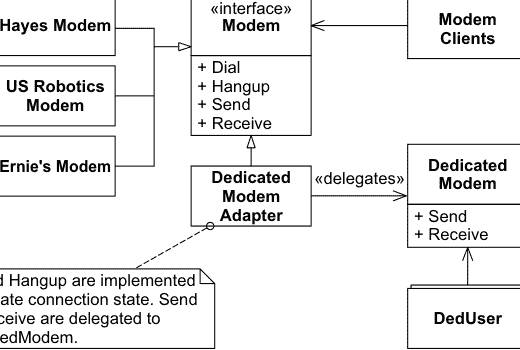 Hayes Modem
US Robotics
Modem
Ernie's Modem
«interface»
Modem
+ Dial
+ Hangup
+ Send
+ Receive
Modem
Clients
Dedicated
Modem
Adapter
«delegates»
Dedicated
Modem
+ Send
+ Receive
DedUser
Hangup are implemented
connection state. Send
are delegated to